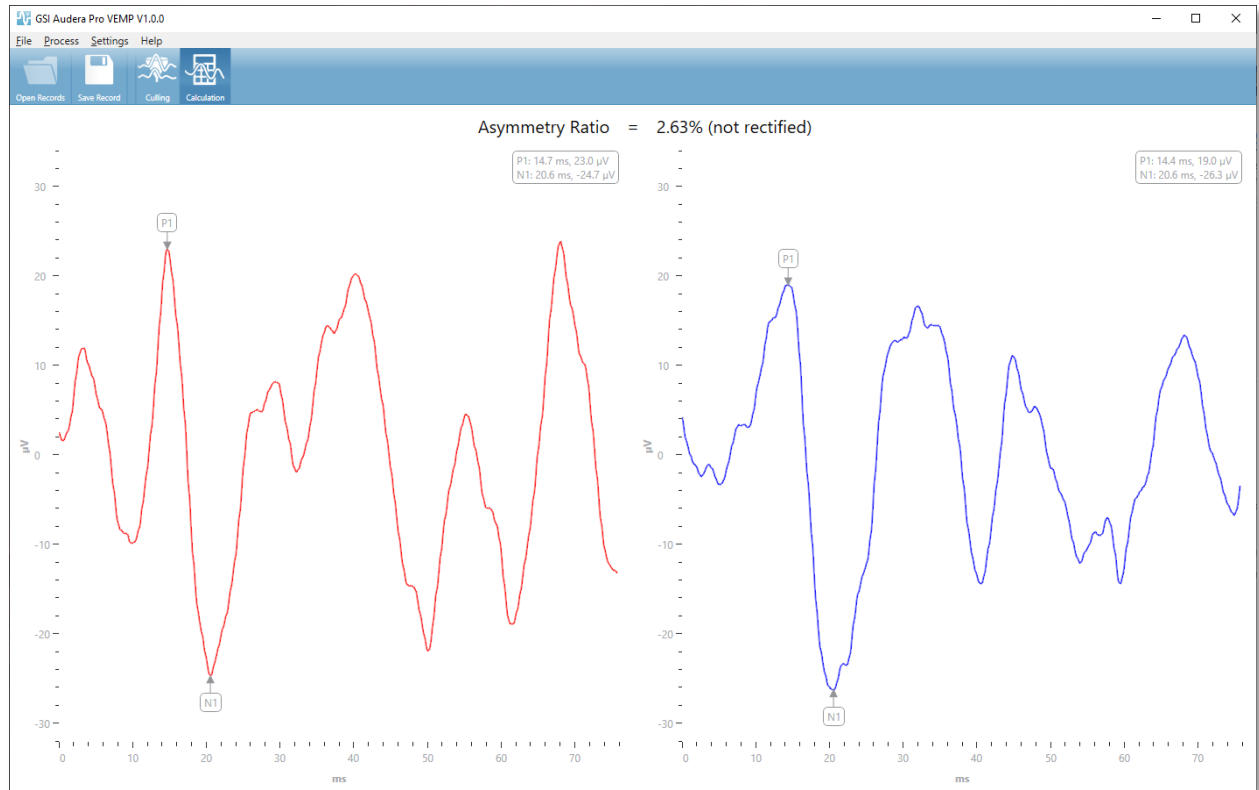 GSI Audera Pro VEMP V1.0.0
File Process Settings Help
Open Records Save Record Culling Calculation
Asymmetry Ratio = 2.63% (not rectified)
P1: 14.7 ms, 23.0 µV
N1: 20.6 ms, -24.7 µV
P1
30
20
10
0
-10
-20
-30
µV
N1
0 10 20 30 40 50 60 70
ms
P1: 14.4 ms, 19.0 µV
N1: 20.6 ms, -26.3 µV
P1
30
20
10
0
-10
-20
-30
µV
N1
0 10 20 30 40 50 60 70
ms